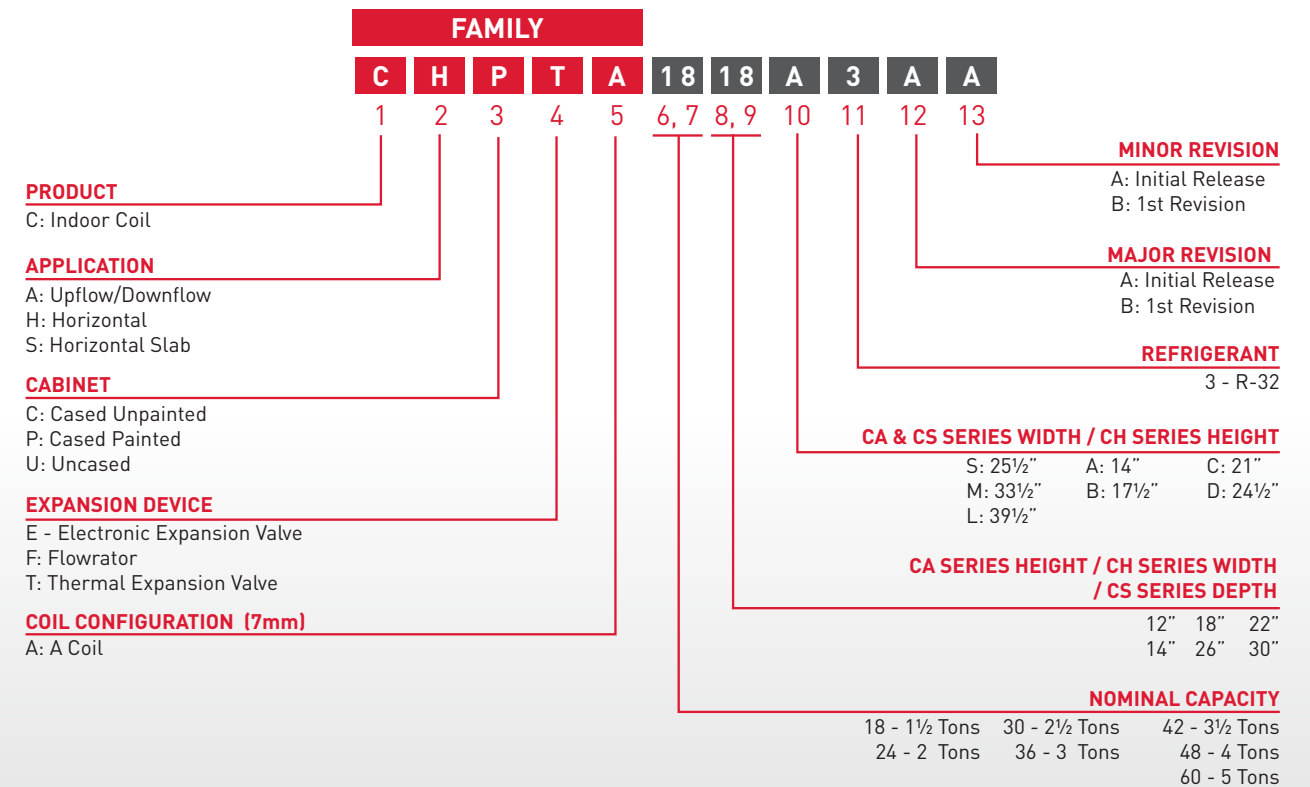 FAMILY
C H P T A 18 18 A 3 A A
1 2 3 4 5 6, 7 8, 9 10 11 12 13
PRODUCT
C: Indoor Coil
APPLICATION
A: Upflow/Downflow
H: Horizontal
S: Horizontal Slab
CABINET
C: Cased Unpainted
P: Cased Painted
U: Uncased
EXPANSION DEVICE
E - Electronic Expansion Valve
F: Flowrator
T: Thermal Expansion Valve
COIL CONFIGURATION (7mm)
A: A Coil
MINOR REVISION
A: Initial Release
B: 1st Revision
MAJOR REVISION
A: Initial Release
B: 1st Revision
REFRIGERANT
3 - R-32
CA & CS SERIES WIDTH / CH SERIES HEIGHT
S: 25½” A: 14” C: 21”
M: 33½” B: 17½” D: 24½”
L: 39½”
CA SERIES HEIGHT / CH SERIES WIDTH
/ CS SERIES DEPTH
12” 18” 22”
14” 26” 30”
NOMINAL CAPACITY
18 - 1½ Tons 30 - 2½ Tons 42 - 3½ Tons
24 - 2 Tons 36 - 3 Tons 48 - 4 Tons
60 - 5 Tons